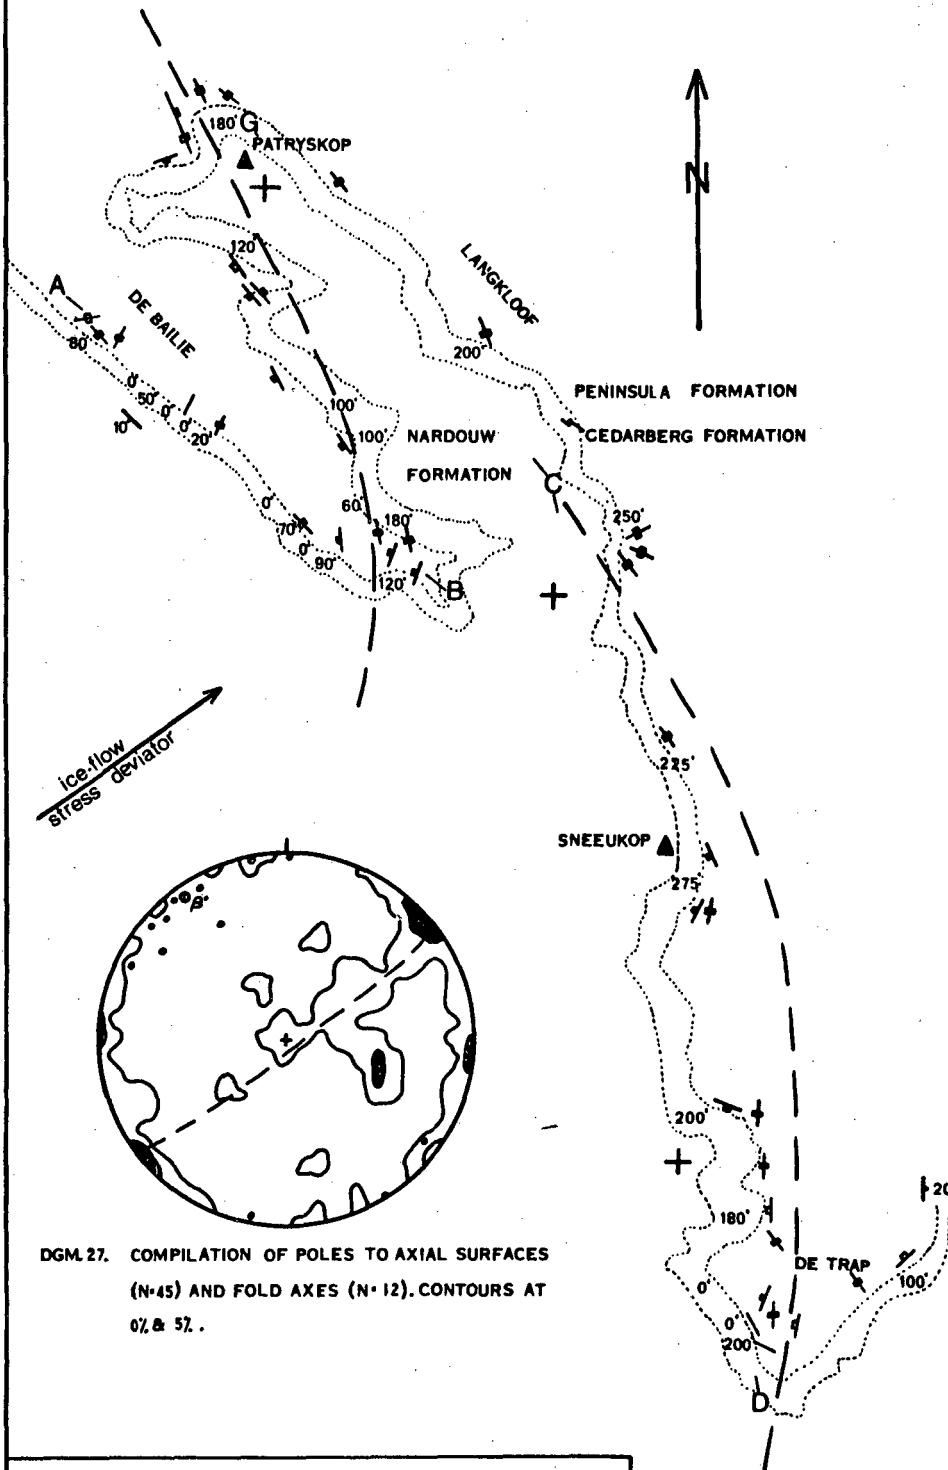 180' G
PATRYSKOP
N
120'
LANGKLOOF
A
DE BAILIE
80'
200'
0'
50'
0'
10'
0'
20'
100'
PENINSULA FORMATION
100'
NARDOUW
FORMATION
CEDARBERG FORMATION
C
0'
60'
180'
250'
70'
0'
90'
120'
B
ice-flow
stress deviator
225'
SNEEUKOP
275'
β'
200'
20
180'
DE TRAP
100'
0'
0'
200'
D
DGM. 27. COMPILATION OF POLES TO AXIAL SURFACES
(N=45) AND FOLD AXES (N=12). CONTOURS AT
0% & 5%.